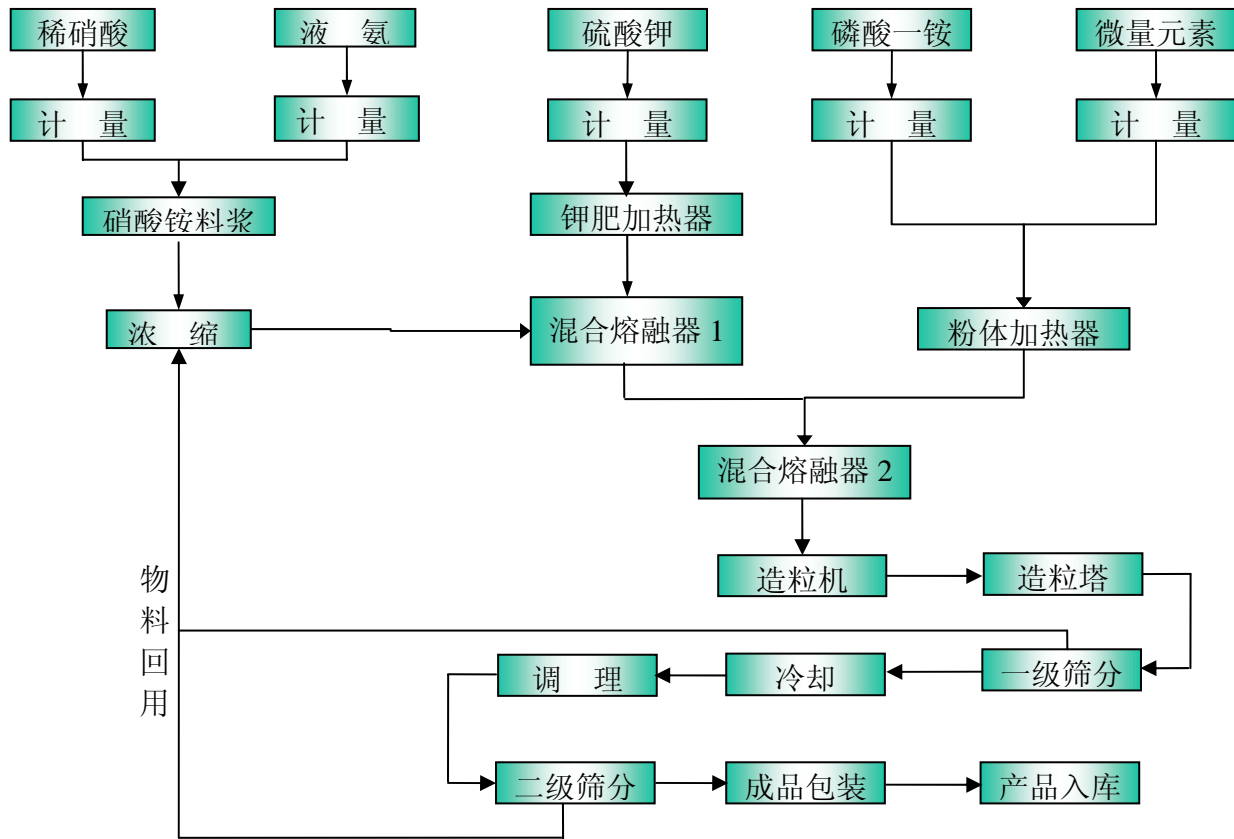 稀硝酸
液 氨
硫酸钾
磷酸一铵
微量元素
计 量
计 量
计 量
计 量
计 量
硝酸铵料浆
钾肥加热器
浓 缩
混合熔融器 1
粉体加热器
混合熔融器 2
造粒机
造粒塔
物料回用
调 理
冷却
一级筛分
二级筛分
成品包装
产品入库